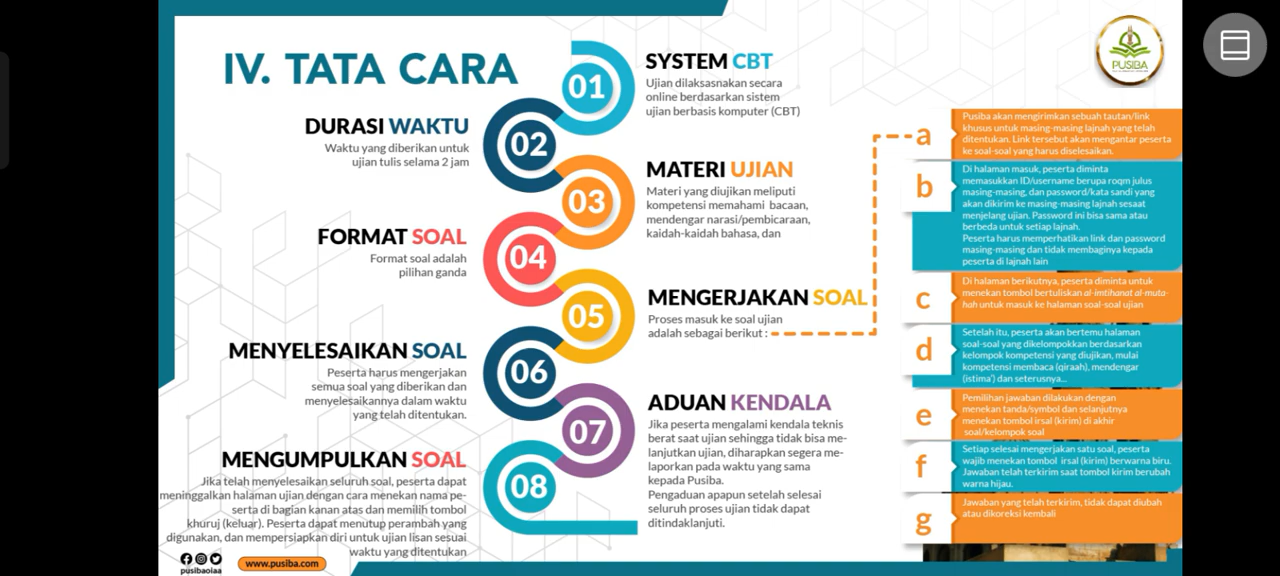 IV. TATA CARA
01
SYSTEM CBT
Ujian dilaksasnakan secara
online berdasarkan sistem
ujian berbasis komputer (CBT)
DURASI WAKTU
Waktu yang diberikan untuk
ujian tulis selama 2 jam
02
03
MATERI UJIAN
Materi yang diujikan meliputi
kompetensi memahami bacaan,
mendengar narasi/pembicaraan,
kaidah-kaidah bahasa, dan
FORMAT SOAL
Format soal adalah
pilihan ganda
04
05
MENGERJAKAN SOAL
Proses masuk ke soal ujian
adalah sebagai berikut :
MENYELESAIKAN SOAL
Peserta harus mengerjakan
semua soal yang diberikan dan
menyelesaikannya dalam waktu
yang telah ditentukan.
06
07
ADUAN KENDALA
Jika peserta mengalami kendala teknis
berat saat ujian sehingga tidak bisa me-
lanjutkan ujian, diharapkan segera me-
laporkan pada waktu yang sama
kepada Pusiba.
Pengaduan apapun setelah selesai
seluruh proses ujian tidak dapat
ditindaklanjuti.
MENGUMPULKAN SOAL
Jika telah menyelesaikan seluruh soal, peserta dapat
meninggalkan halaman ujian dengan cara menekan nama pe-
serta di bagian kanan atas dan memilih tombol
khuruj (keluar). Peserta dapat menutup perambah yang
digunakan, dan mempersiapkan diri untuk ujian lisan sesuai
waktu yang ditentukan
08
PUSIBA
a
Pusiba akan mengirimkan sebuah tautan/link
khusus untuk masing-masing lajnah yang telah
ditentukan. Link tersebut akan mengantar peserta
ke soal-soal yang harus diselesaikan.
b
Di halaman masuk, peserta diminta
memasukkan ID/username berupa roqm julus
masing-masing, dan password/kata sandi yang
akan dikirim ke masing-masing lajnah sesaat
menjelang ujian. Password ini bisa sama atau
berbeda untuk setiap lajnah.
Peserta harus memperhatikan link dan password
masing-masing dan tidak membaginya kepada
peserta di lajnah lain
c
Di halaman berikutnya, peserta diminta untuk
menekan tombol bertuliskan al-imtihanat al-muta-
hah untuk masuk ke halaman soal-soal ujian
d
Setelah itu, peserta akan bertemu halaman
soal-soal yang dikelompokkan berdasarkan
kelompok kompetensi yang diujikan, mulai
kompetensi membaca (qiraah), mendengar
(istima') dan seterusnya...
e
Pemilihan jawaban dilakukan dengan
menekan tanda/symbol dan selanjutnya
menekan tombol irsal (kirim) di akhir
soal/kelompok soal
f
Setiap selesai mengerjakan satu soal, peserta
wajib menekan tombol irsal (kirim) berwarna biru.
Jawaban telah terkirim saat tombol kirim berubah
warna hijau.
g
Jawaban yang telah terkirim, tidak dapat diubah
atau dikoreksi kembali
pusibaolaa
www.pusiba.com